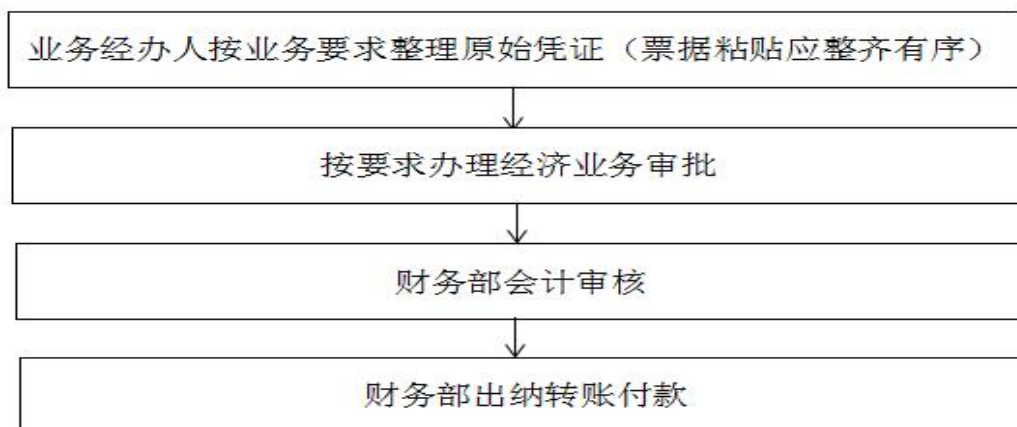 业务经办人按业务要求整理原始凭证（票据粘贴应整齐有序）
按要求办理经济业务审批
财务部会计审核
财务部出纳转账付款